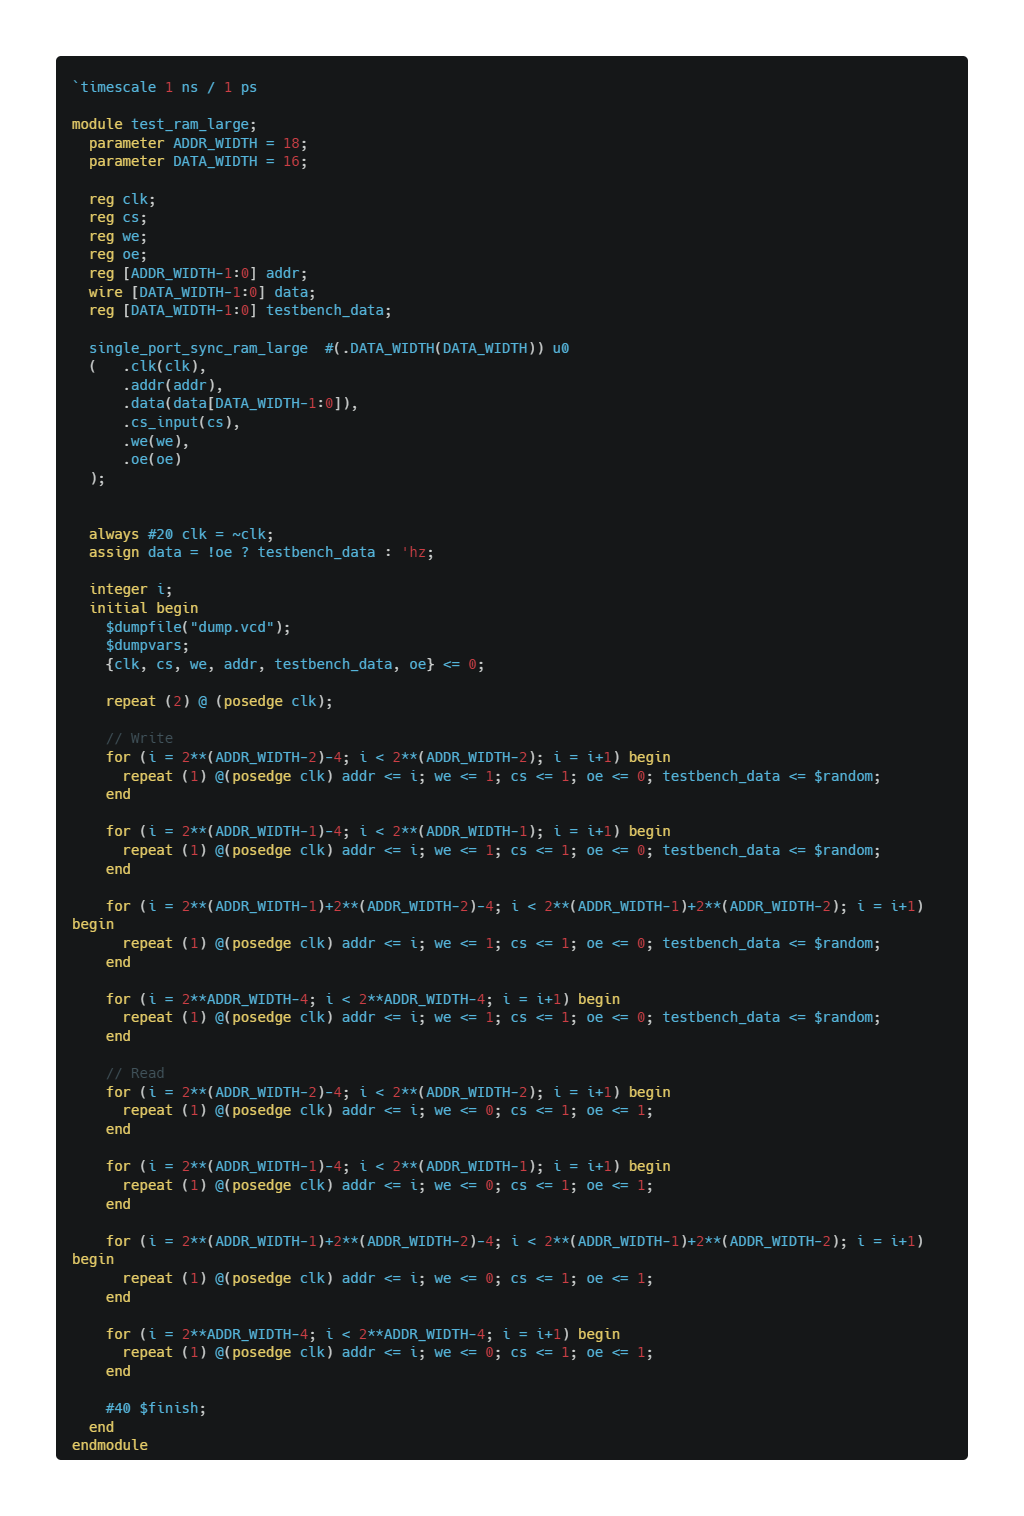 `timescale 1 ns / 1 ps
module test_ram_large;
parameter ADDR_WIDTH = 18;
parameter DATA_WIDTH = 16;
reg clk;
reg cs;
reg we;
reg oe;
reg [ADDR_WIDTH-1:0] addr;
wire [DATA_WIDTH-1:0] data;
reg [DATA_WIDTH-1:0] testbench_data;
single_port_sync_ram_large  #(.DATA_WIDTH(DATA_WIDTH)) u0
(   .clk(clk),
.addr(addr),
.data(data[DATA_WIDTH-1:0]),
.cs_input(cs),
.we(we),
.oe(oe)
);
always #20 clk = ~clk;
assign data = !oe ? testbench_data : 'hz;
integer i;
initial begin
$dumpfile("dump.vcd");
$dumpvars;
{clk, cs, we, addr, testbench_data, oe} <= 0;
repeat (2) @ (posedge clk);
// Write
for (i = 2**(ADDR_WIDTH-2)-4; i < 2**(ADDR_WIDTH-2); i = i+1) begin
repeat (1) @(posedge clk) addr <= i; we <= 1; cs <= 1; oe <= 0; testbench_data <= $random;
end
for (i = 2**(ADDR_WIDTH-1)-4; i < 2**(ADDR_WIDTH-1); i = i+1) begin
repeat (1) @(posedge clk) addr <= i; we <= 1; cs <= 1; oe <= 0; testbench_data <= $random;
end
for (i = 2**(ADDR_WIDTH-1)+2**(ADDR_WIDTH-2)-4; i < 2**(ADDR_WIDTH-1)+2**(ADDR_WIDTH-2); i = i+1)
begin
repeat (1) @(posedge clk) addr <= i; we <= 1; cs <= 1; oe <= 0; testbench_data <= $random;
end
for (i = 2**ADDR_WIDTH-4; i < 2**ADDR_WIDTH-4; i = i+1) begin
repeat (1) @(posedge clk) addr <= i; we <= 1; cs <= 1; oe <= 0; testbench_data <= $random;
end
// Read
for (i = 2**(ADDR_WIDTH-2)-4; i < 2**(ADDR_WIDTH-2); i = i+1) begin
repeat (1) @(posedge clk) addr <= i; we <= 0; cs <= 1; oe <= 1;
end
for (i = 2**(ADDR_WIDTH-1)-4; i < 2**(ADDR_WIDTH-1); i = i+1) begin
repeat (1) @(posedge clk) addr <= i; we <= 0; cs <= 1; oe <= 1;
end
for (i = 2**(ADDR_WIDTH-1)+2**(ADDR_WIDTH-2)-4; i < 2**(ADDR_WIDTH-1)+2**(ADDR_WIDTH-2); i = i+1)
begin
repeat (1) @(posedge clk) addr <= i; we <= 0; cs <= 1; oe <= 1;
end
for (i = 2**ADDR_WIDTH-4; i < 2**ADDR_WIDTH-4; i = i+1) begin
repeat (1) @(posedge clk) addr <= i; we <= 0; cs <= 1; oe <= 1;
end
#40 $finish;
end
endmodule